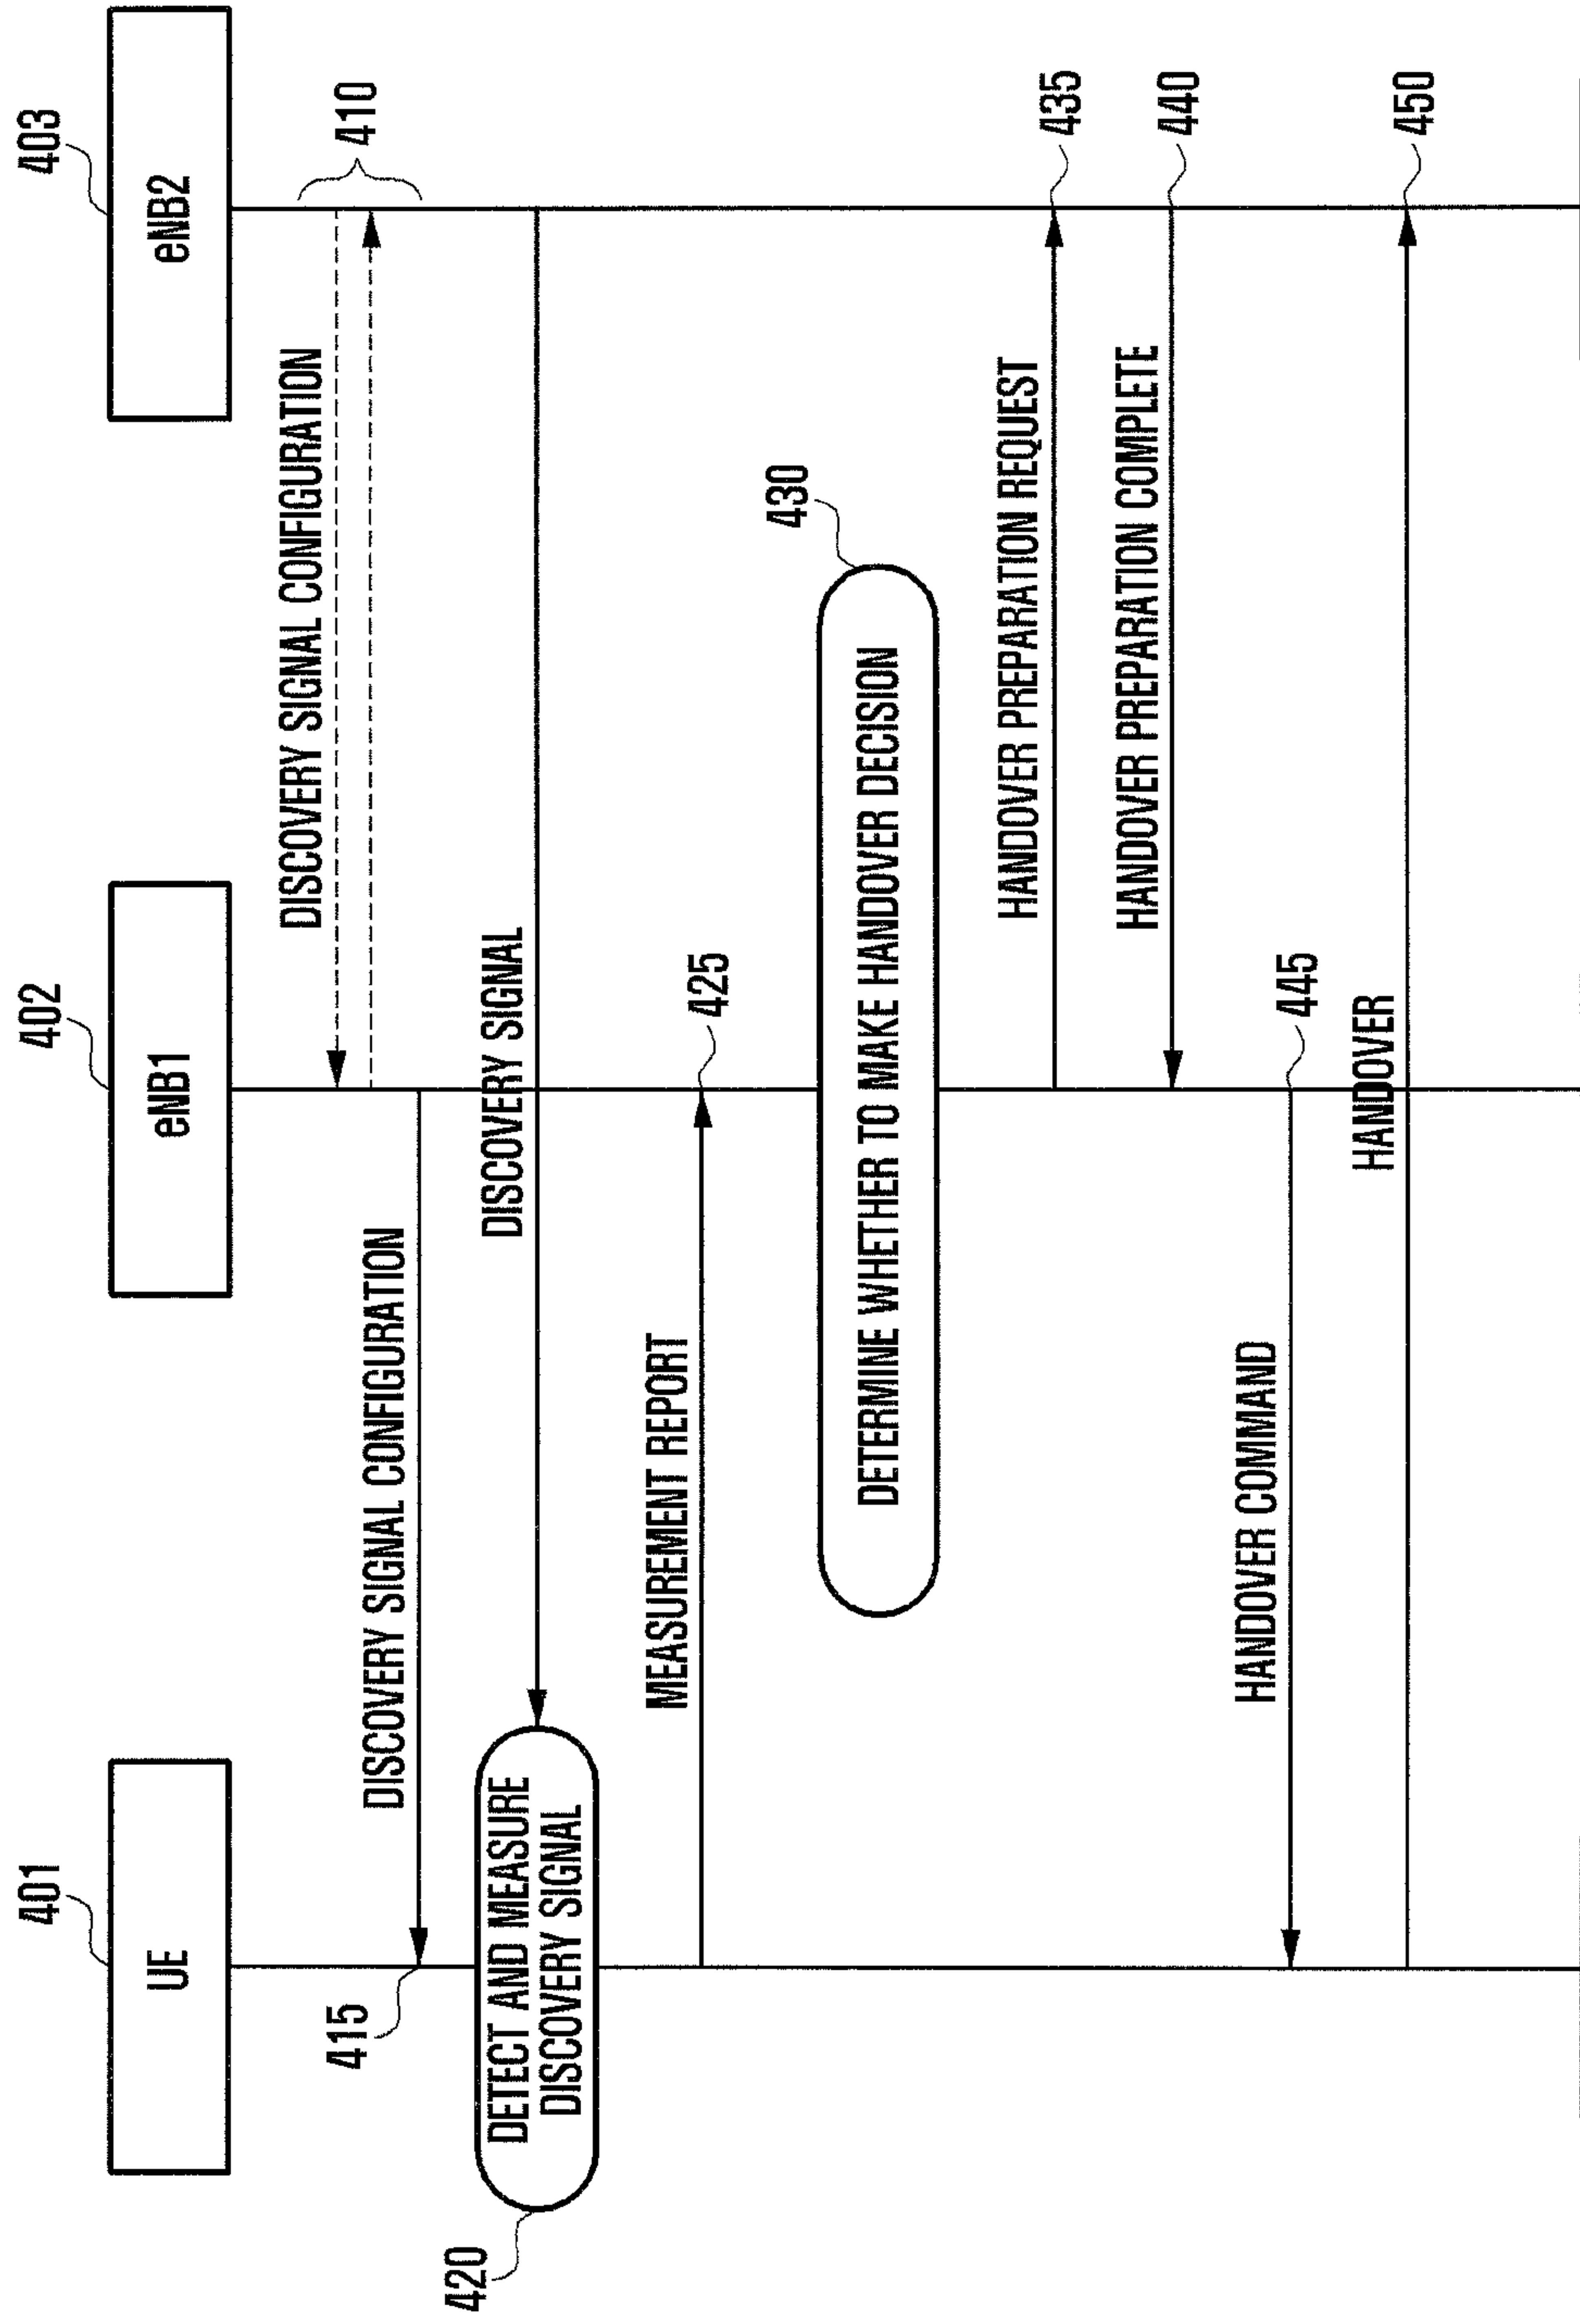 401
402
403
UE
eNB1
eNB2
DISCOVERY SIGNAL CONFIGURATION
410
DISCOVERY SIGNAL CONFIGURATION
415
DISCOVERY SIGNAL
DETECT AND MEASURE
DISCOVERY SIGNAL
420
MEASUREMENT REPORT
425
430
DETERMINE WHETHER TO MAKE HANDOVER DECISION
HANDOVER PREPARATION REQUEST
435
HANDOVER PREPARATION COMPLETE
440
HANDOVER COMMAND
445
HANDOVER
450